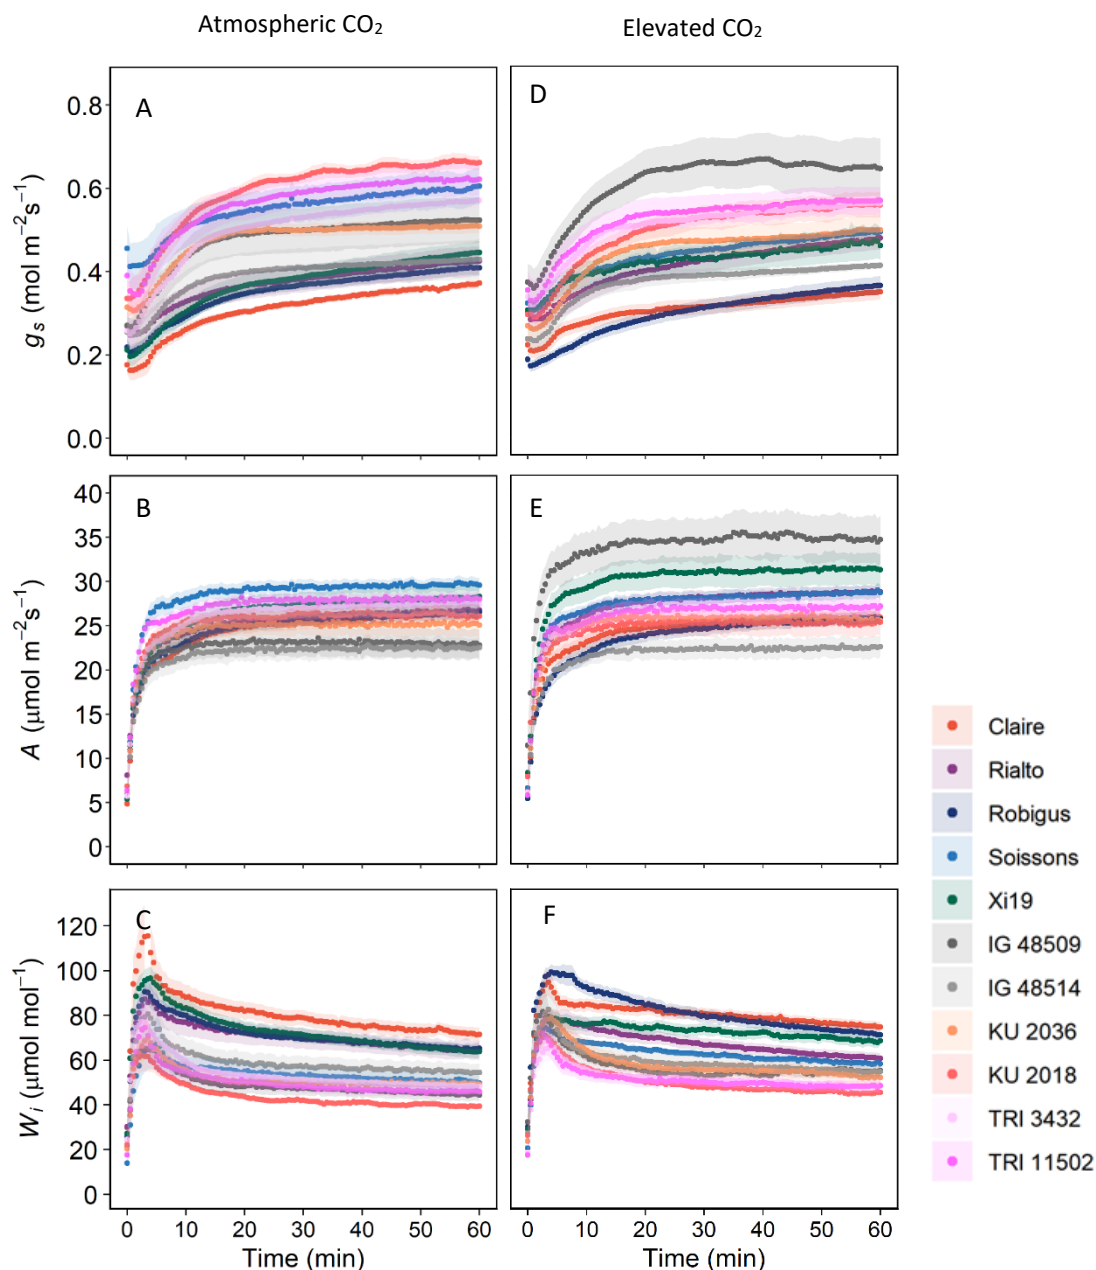 Atmospheric CO₂
Elevated CO₂
A
D
0.8
0.6
0.4
0.2
0.0
gₛ (mol m⁻²s⁻¹)
B
E
40
35
30
25
20
15
10
5
0
A (μmol m⁻²s⁻¹)
C
F
120
100
80
60
40
20
0
Wᵢ (μmol mol⁻¹)
0 10 20 30 40 50 60
0 10 20 30 40 50 60
Time (min)
Time (min)
Claire
Rialto
Robigus
Soissons
Xi19
IG 48509
IG 48514
KU 2036
KU 2018
TRI 3432
TRI 11502